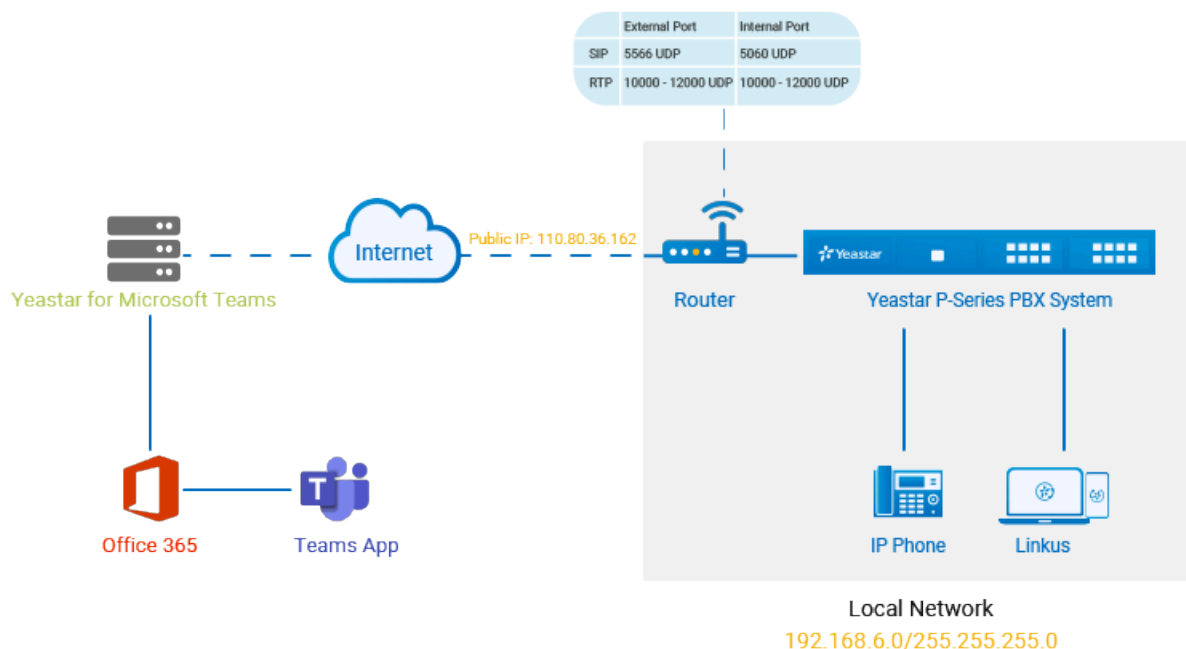 External Port Internal Port
SIP 5566 UDP 5060 UDP
RTP 10000 - 12000 UDP 10000 - 12000 UDP
Internet
Public IP: 110.80.36.162
Yeastar
Yeastar for Microsoft Teams
Router
Yeastar P-Series PBX System
T
Office 365
Teams App
IP Phone
Linkus
Local Network
192.168.6.0/255.255.255.0